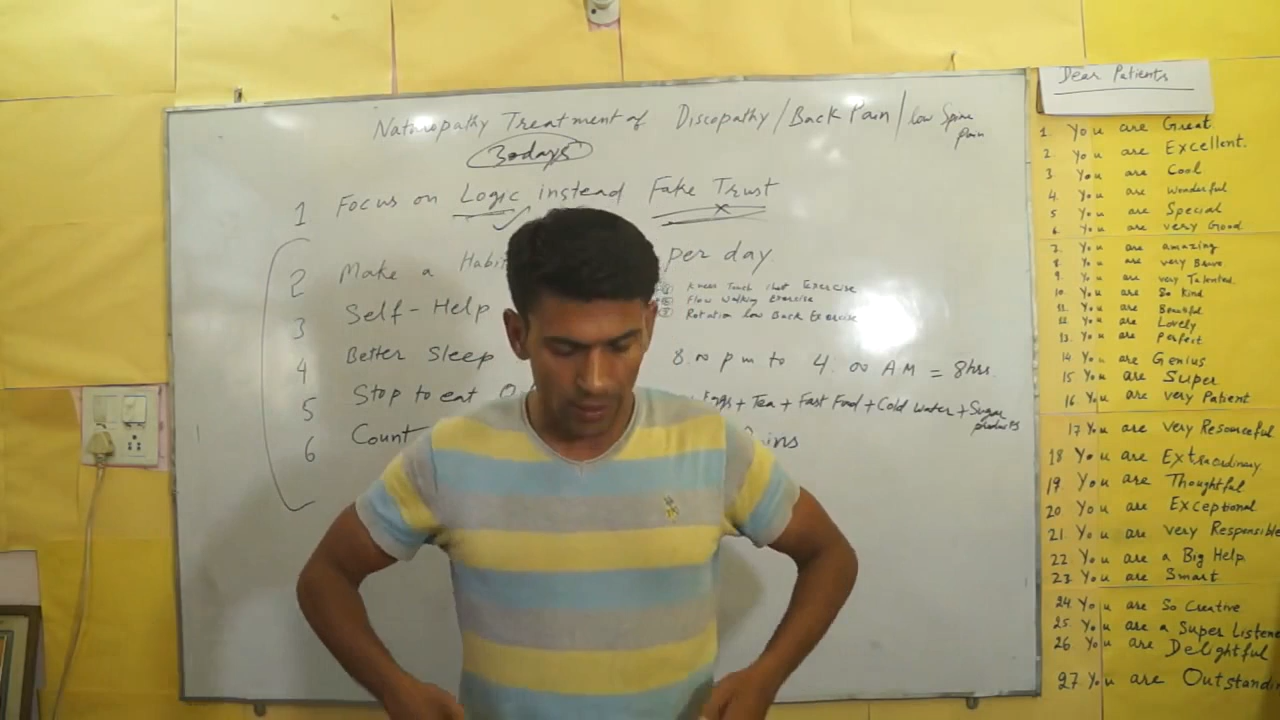 Naturopathy Treatment of Discopathy/Back Pain/low Spine Pain
30 days
1 Focus on Logic instead Fake Trust
2 Make a Habit per day
3 Self-Help
Knees Touch chest Exercise
Flow walking Exercise
Rotation low Back Exercise
4 Better Sleep 8.00 pm to 4.00 AM = 8hrs.
5 Stop to eat + Tea + Fast Food + Cold water + Sugar products
6 Count
Dear Patients
1. You are Great.
2. You are Excellent.
3 You are Cool
4. You are wonderful
5 You are Special
6. You are very Good
7. You are amazing
8. You are very Brave.
9. You are very Talented
10. You are So Kind
11. You are Beautiful
12 You are Lovely
13. You are Perfect
14. You are Genius
15 You are Super
16 You are very Patient
17 You are very Resourceful
18 You are Extraordinary
19 You are Thoughtful
20 You are Exceptional
21. You are very Responsible
22 You are a Big Help
23 You are Smart
24. You are So Creative
25. You are a Super Listene
26 You are Delightful
27 You are Outstandin